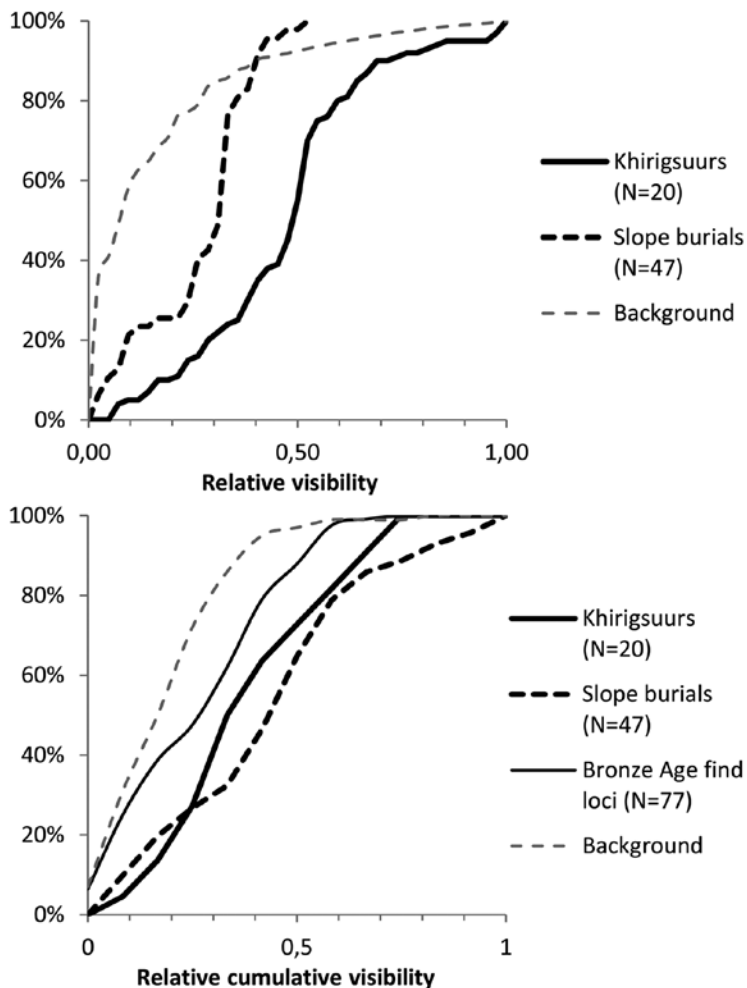 100%
80%
60%
40%
20%
0%
0,00
0,50
1,00
Relative visibility
Khirigsuurs
(N=20)
Slope burials
(N=47)
Background
100%
80%
60%
40%
20%
0%
0
0,5
1
Relative cumulative visibility
Khirigsuurs
(N=20)
Slope burials
(N=47)
Bronze Age find
loci (N=77)
Background